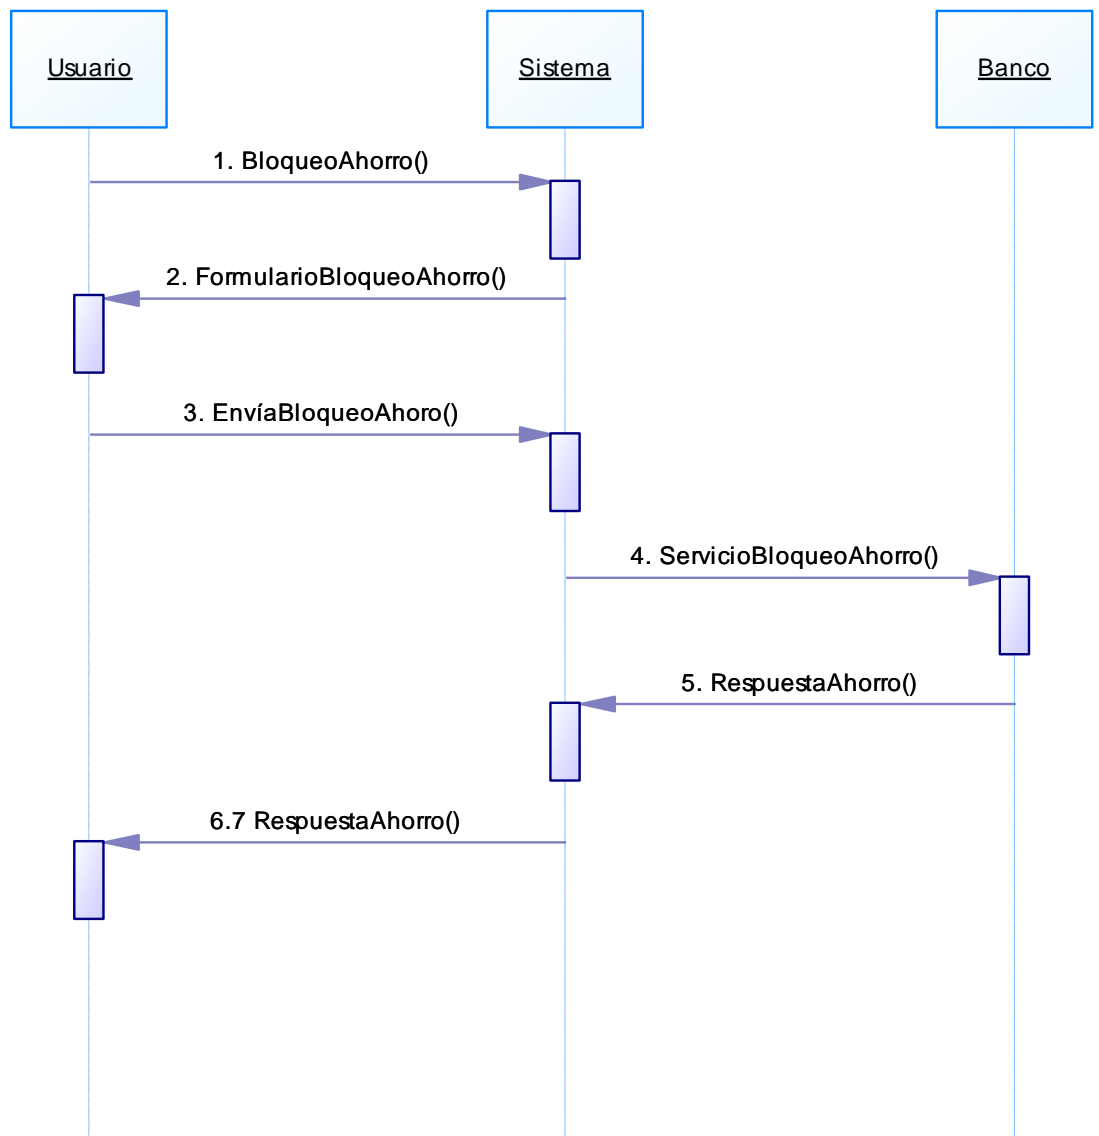 Usuario
Sistema
Banco
1. BloqueoAhorro()
2. FormularioBloqueoAhorro()
3. EnvíaBloqueoAhoro()
4. ServicioBloqueoAhorro()
5. RespuestaAhorro()
6.7 RespuestaAhorro()